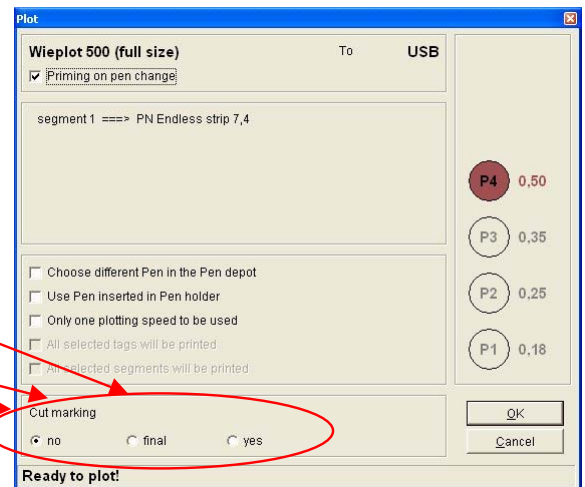 Plot
Wieplot 500 (full size) To USB
Priming on pen change
segment 1 ===> PN Endless strip 7,4
P4 0,50
P3 0,35
P2 0,25
P1 0,18
Choose different Pen in the Pen depot
Use Pen inserted in Pen holder
Only one plotting speed to be used
All selected tags will be printed
All selected segments will be printed
Cut marking
no final yes
OK
Cancel
Ready to plot!